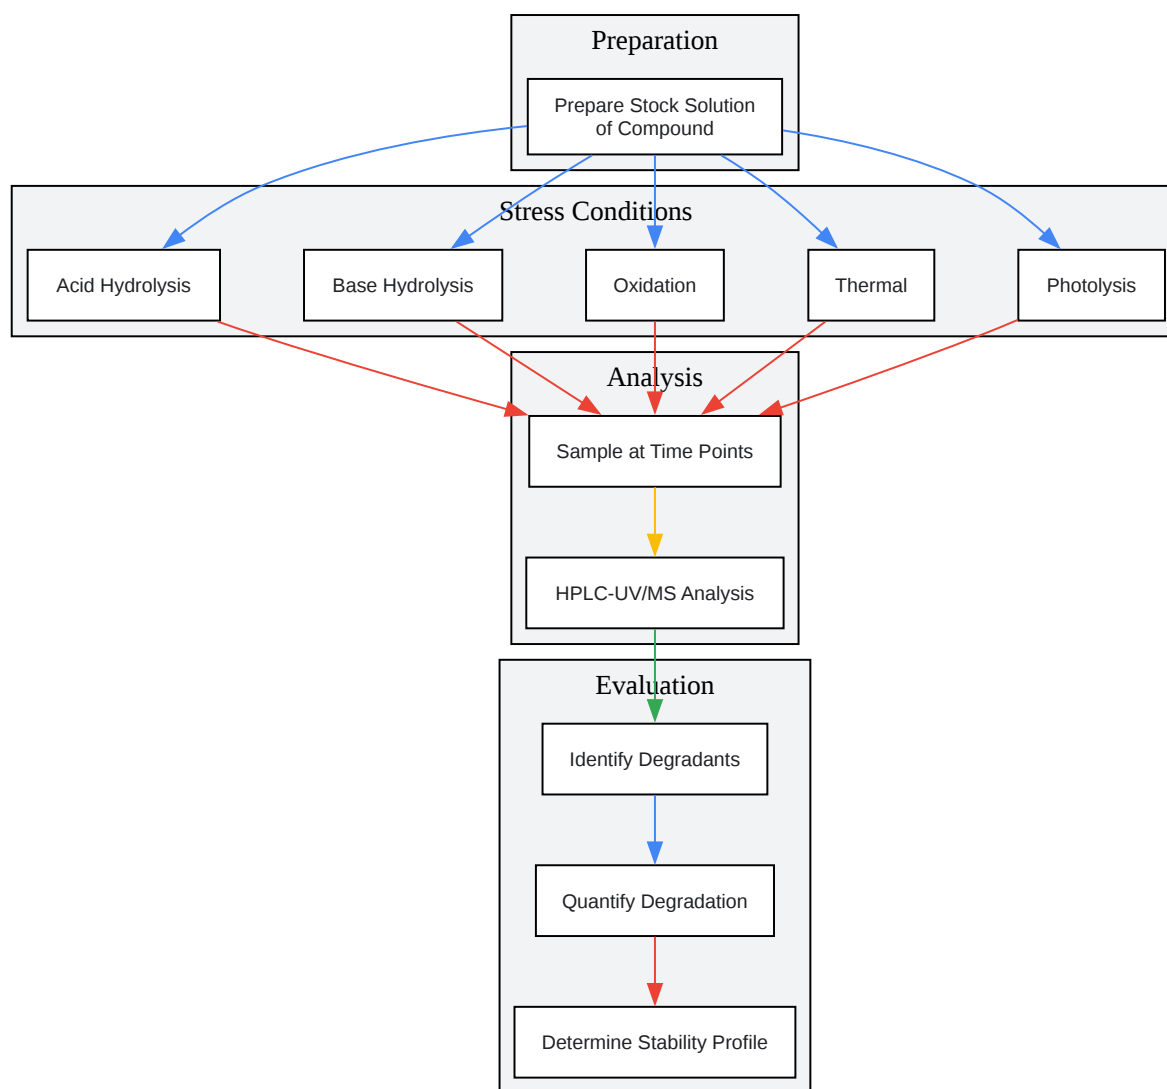 Preparation
Prepare Stock Solution
of Compound
Stress Conditions
Acid Hydrolysis
Base Hydrolysis
Oxidation
Thermal
Photolysis
Analysis
Sample at Time Points
HPLC-UV/MS Analysis
Evaluation
Identify Degradants
Quantify Degradation
Determine Stability Profile